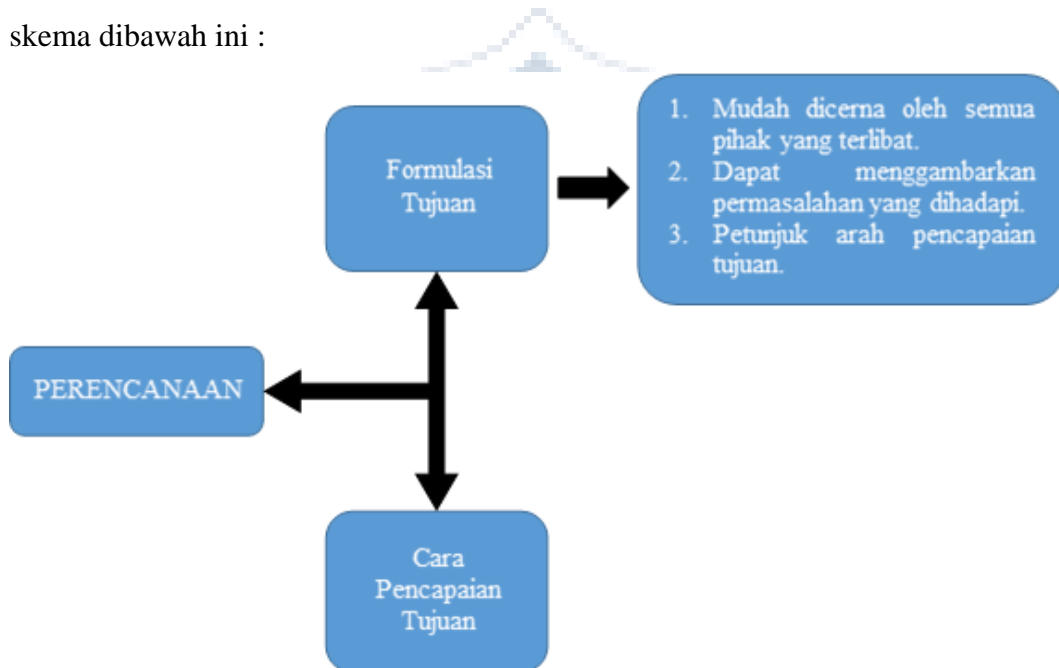 skema dibawah ini :
Formulasi
Tujuan
1. Mudah dicerna oleh semua
pihak yang terlibat.
2. Dapat menggambarkan
permasalahan yang dihadapi.
3. Petunjuk arah pencapaian
tujuan.
PERENCANAAN
Cara
Pencapaian
Tujuan